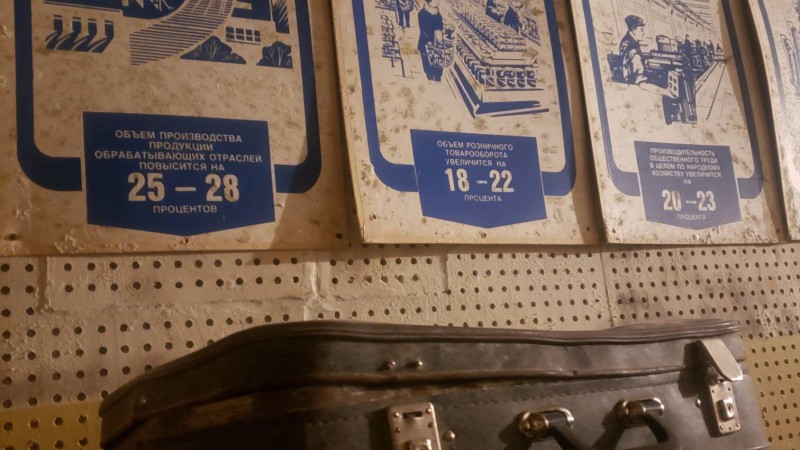 ОБЪЕМ ПРОИЗВОДСТВА
ПРОДУКЦИИ
ОБРАБАТЫВАЮЩИХ ОТРАСЛЕЙ
ПОВЫСИТСЯ НА
25 — 28
ПРОЦЕНТОВ
ОБЪЕМ РОЗНИЧНОГО
ТОВАРООБОРОТА
УВЕЛИЧИТСЯ НА
18 — 22
ПРОЦЕНТА
ПРОИЗВОДИТЕЛЬНОСТЬ
ОБЩЕСТВЕННОГО ТРУДА
В ЦЕЛОМ ПО НАРОДНОМУ
ХОЗЯЙСТВУ УВЕЛИЧИТСЯ
НА
20 — 23
ПРОЦЕНТА